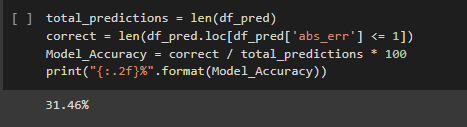 [ ] total_predictions = len(df_pred)
correct = len(df_pred.loc[df_pred['abs_err'] <= 1])
Model_Accuracy = correct / total_predictions * 100
print("{:.2f}%".format(Model_Accuracy))
31.46%